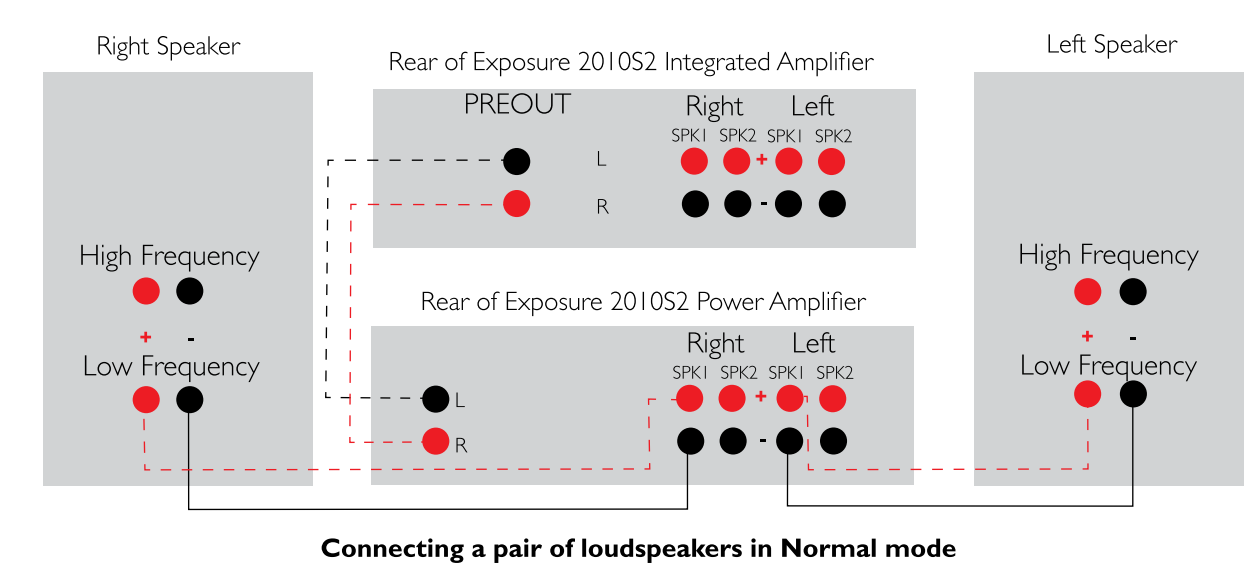 Right Speaker
Rear of Exposure 2010S2 Integrated Amplifier
Left Speaker
PREOUT
Right Left
SPK1 SPK2 SPK1 SPK2
L
+
R
-
High Frequency
+ -
Low Frequency
High Frequency
+ -
Low Frequency
Rear of Exposure 2010S2 Power Amplifier
Right Left
SPK1 SPK2 SPK1 SPK2
L
+
R
-
Connecting a pair of loudspeakers in Normal mode